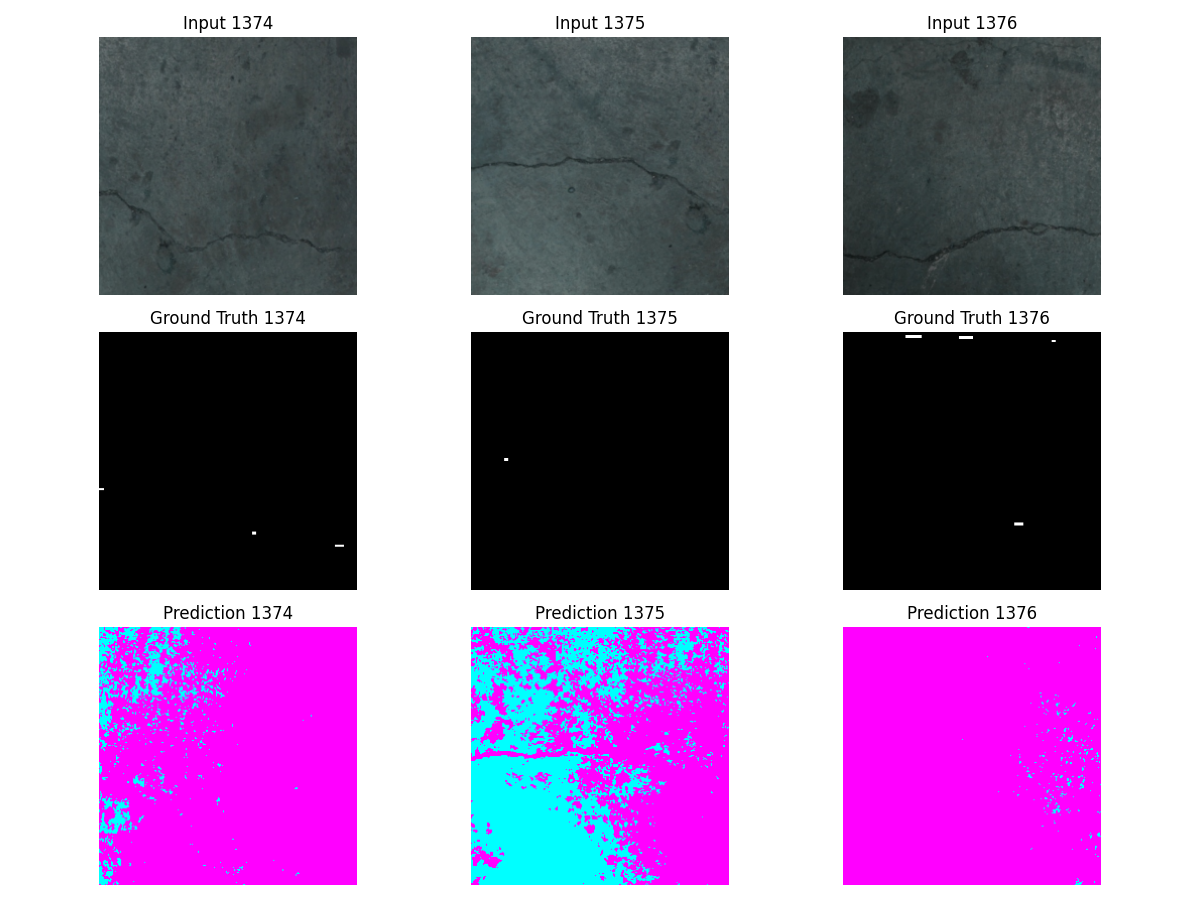 Input 1374
Input 1375
Input 1376
Ground Truth 1374
Ground Truth 1375
Ground Truth 1376
Prediction 1374
Prediction 1375
Prediction 1376